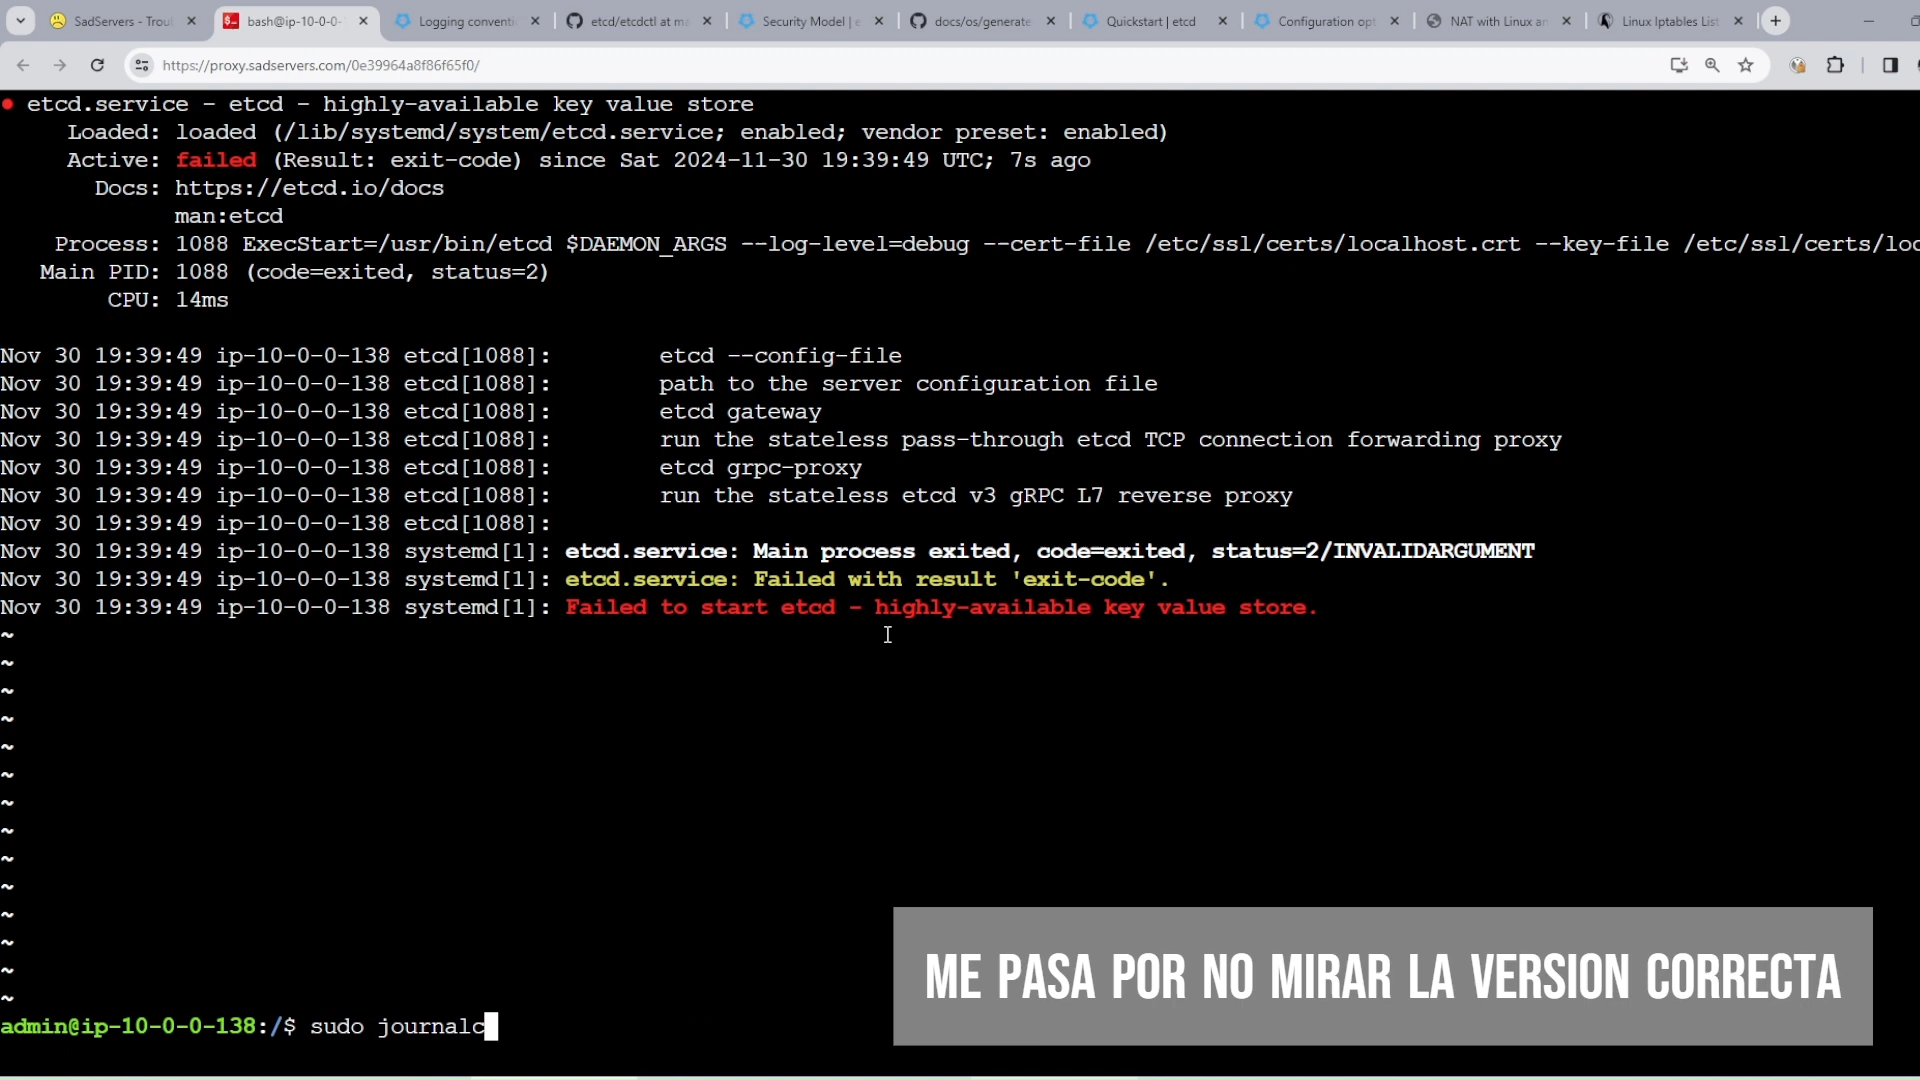 SadServers - Trou
bash@ip-10-0-0-
Logging conventi
etcd/etcdctl at ma
Security Model | e
docs/os/generate
Quickstart | etcd
Configuration opt
NAT with Linux an
Linux Iptables List
https://proxy.sadservers.com/0e39964a8f86f65f0/
● etcd.service - etcd - highly-available key value store
Loaded: loaded (/lib/systemd/system/etcd.service; enabled; vendor preset: enabled)
Active: failed (Result: exit-code) since Sat 2024-11-30 19:39:49 UTC; 7s ago
Docs: https://etcd.io/docs
man:etcd
Process: 1088 ExecStart=/usr/bin/etcd $DAEMON_ARGS --log-level=debug --cert-file /etc/ssl/certs/localhost.crt --key-file /etc/ssl/certs/loc
Main PID: 1088 (code=exited, status=2)
CPU: 14ms
Nov 30 19:39:49 ip-10-0-0-138 etcd[1088]: etcd --config-file
Nov 30 19:39:49 ip-10-0-0-138 etcd[1088]: path to the server configuration file
Nov 30 19:39:49 ip-10-0-0-138 etcd[1088]: etcd gateway
Nov 30 19:39:49 ip-10-0-0-138 etcd[1088]: run the stateless pass-through etcd TCP connection forwarding proxy
Nov 30 19:39:49 ip-10-0-0-138 etcd[1088]: etcd grpc-proxy
Nov 30 19:39:49 ip-10-0-0-138 etcd[1088]: run the stateless etcd v3 gRPC L7 reverse proxy
Nov 30 19:39:49 ip-10-0-0-138 etcd[1088]:
Nov 30 19:39:49 ip-10-0-0-138 systemd[1]: etcd.service: Main process exited, code=exited, status=2/INVALIDARGUMENT
Nov 30 19:39:49 ip-10-0-0-138 systemd[1]: etcd.service: Failed with result 'exit-code'.
Nov 30 19:39:49 ip-10-0-0-138 systemd[1]: Failed to start etcd - highly-available key value store.
~
~
~
~
~
~
~
~
~
~
~
~
~
~
ME PASA POR NO MIRAR LA VERSION CORRECTA
admin@ip-10-0-0-138:/$ sudo journalc